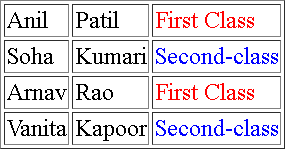 Anil Patil First Class
Soha Kumari Second-class
Arnav Rao First Class
Vanita Kapoor Second-class